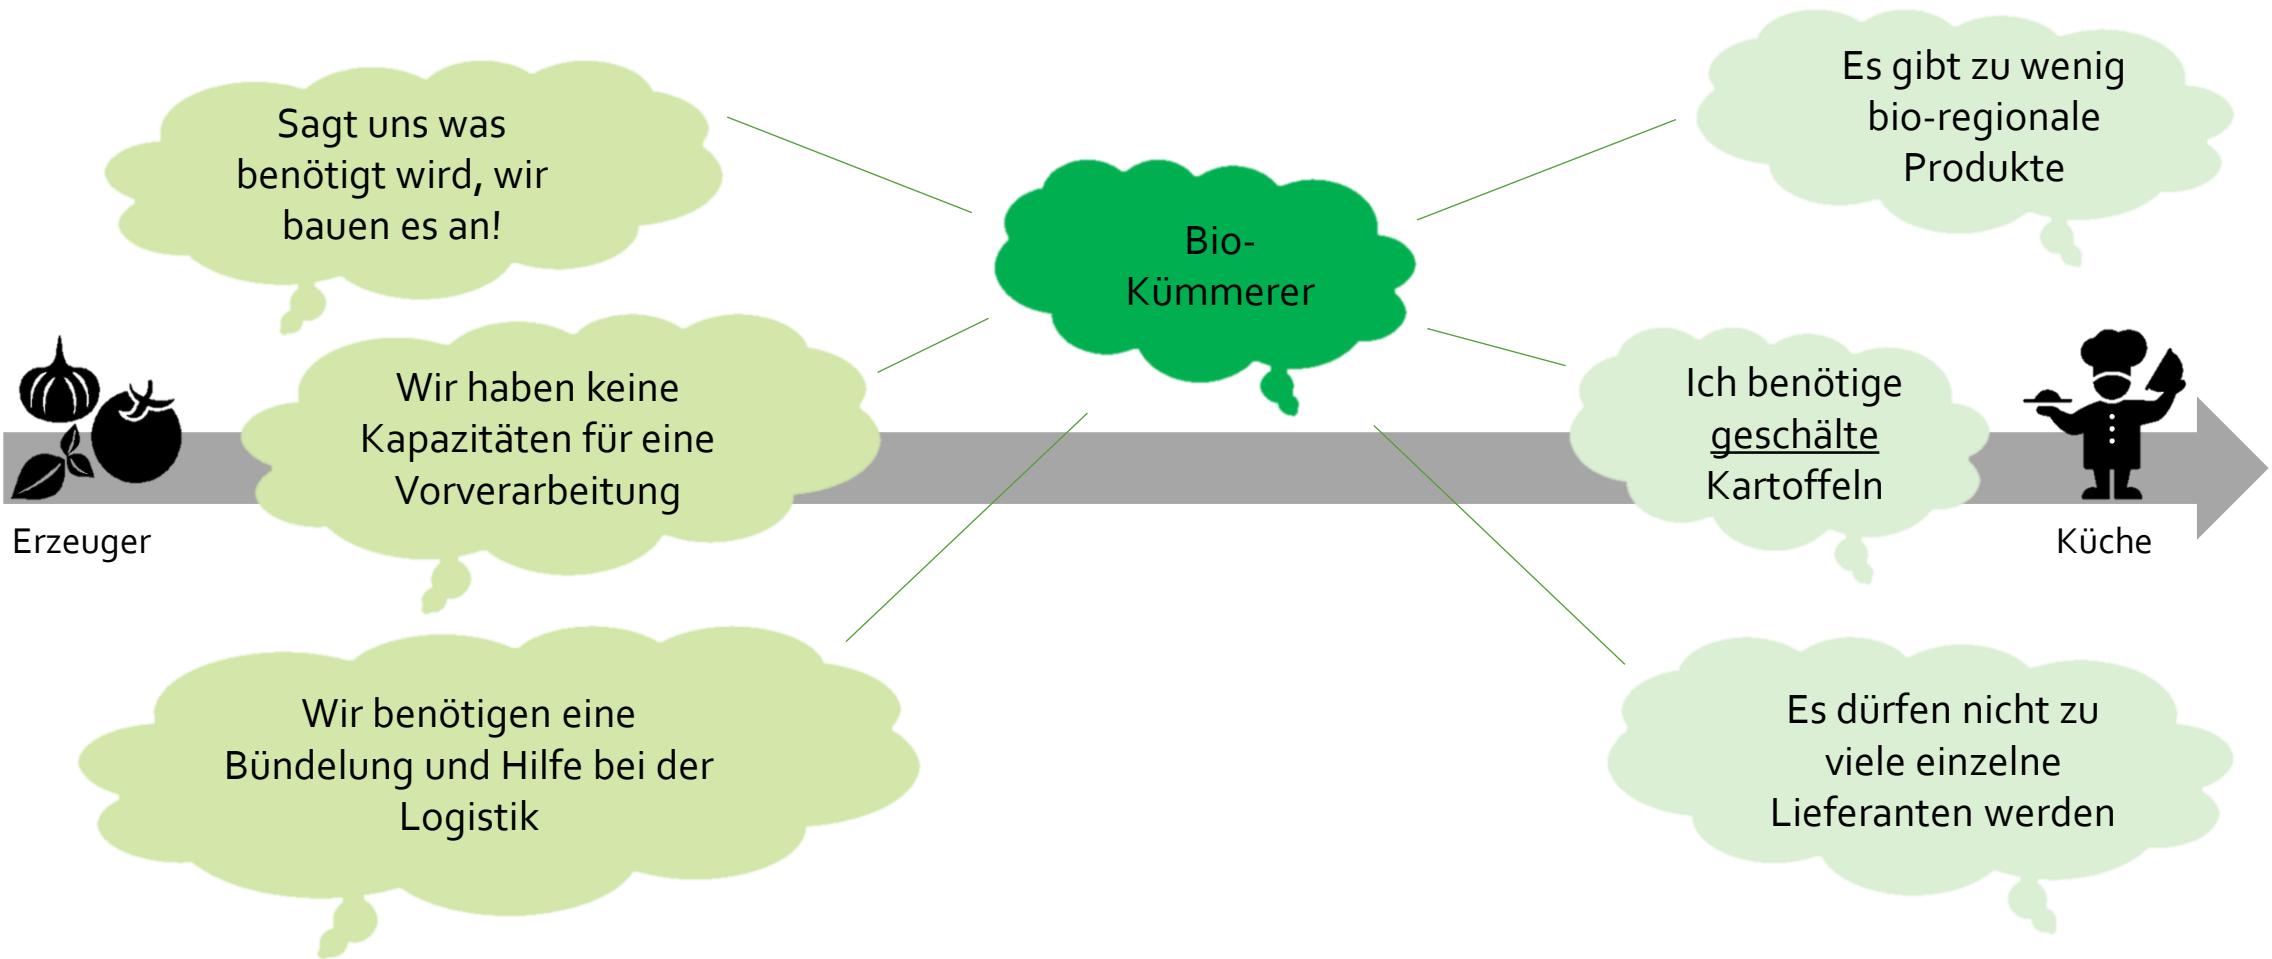 Sagt uns was
benötigt wird, wir
bauen es an!
Wir haben keine
Kapazitäten für eine
Vorverarbeitung
Erzeuger
Wir benötigen eine
Bündelung und Hilfe bei der
Logistik
Bio-
Kümmerer
Es gibt zu wenig
bio-regionale
Produkte
Ich benötige
geschälte
Kartoffeln
Küche
Es dürfen nicht zu
viele einzelne
Lieferanten werden